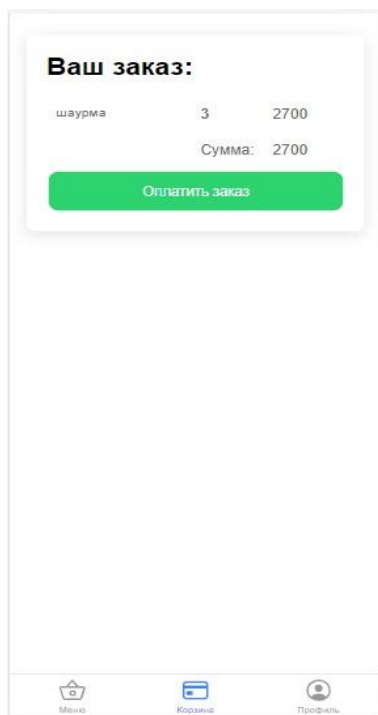 Ваш заказ:
шаурма 3 2700
Сумма: 2700
Оплатить заказ
Меню Корзина Профиль